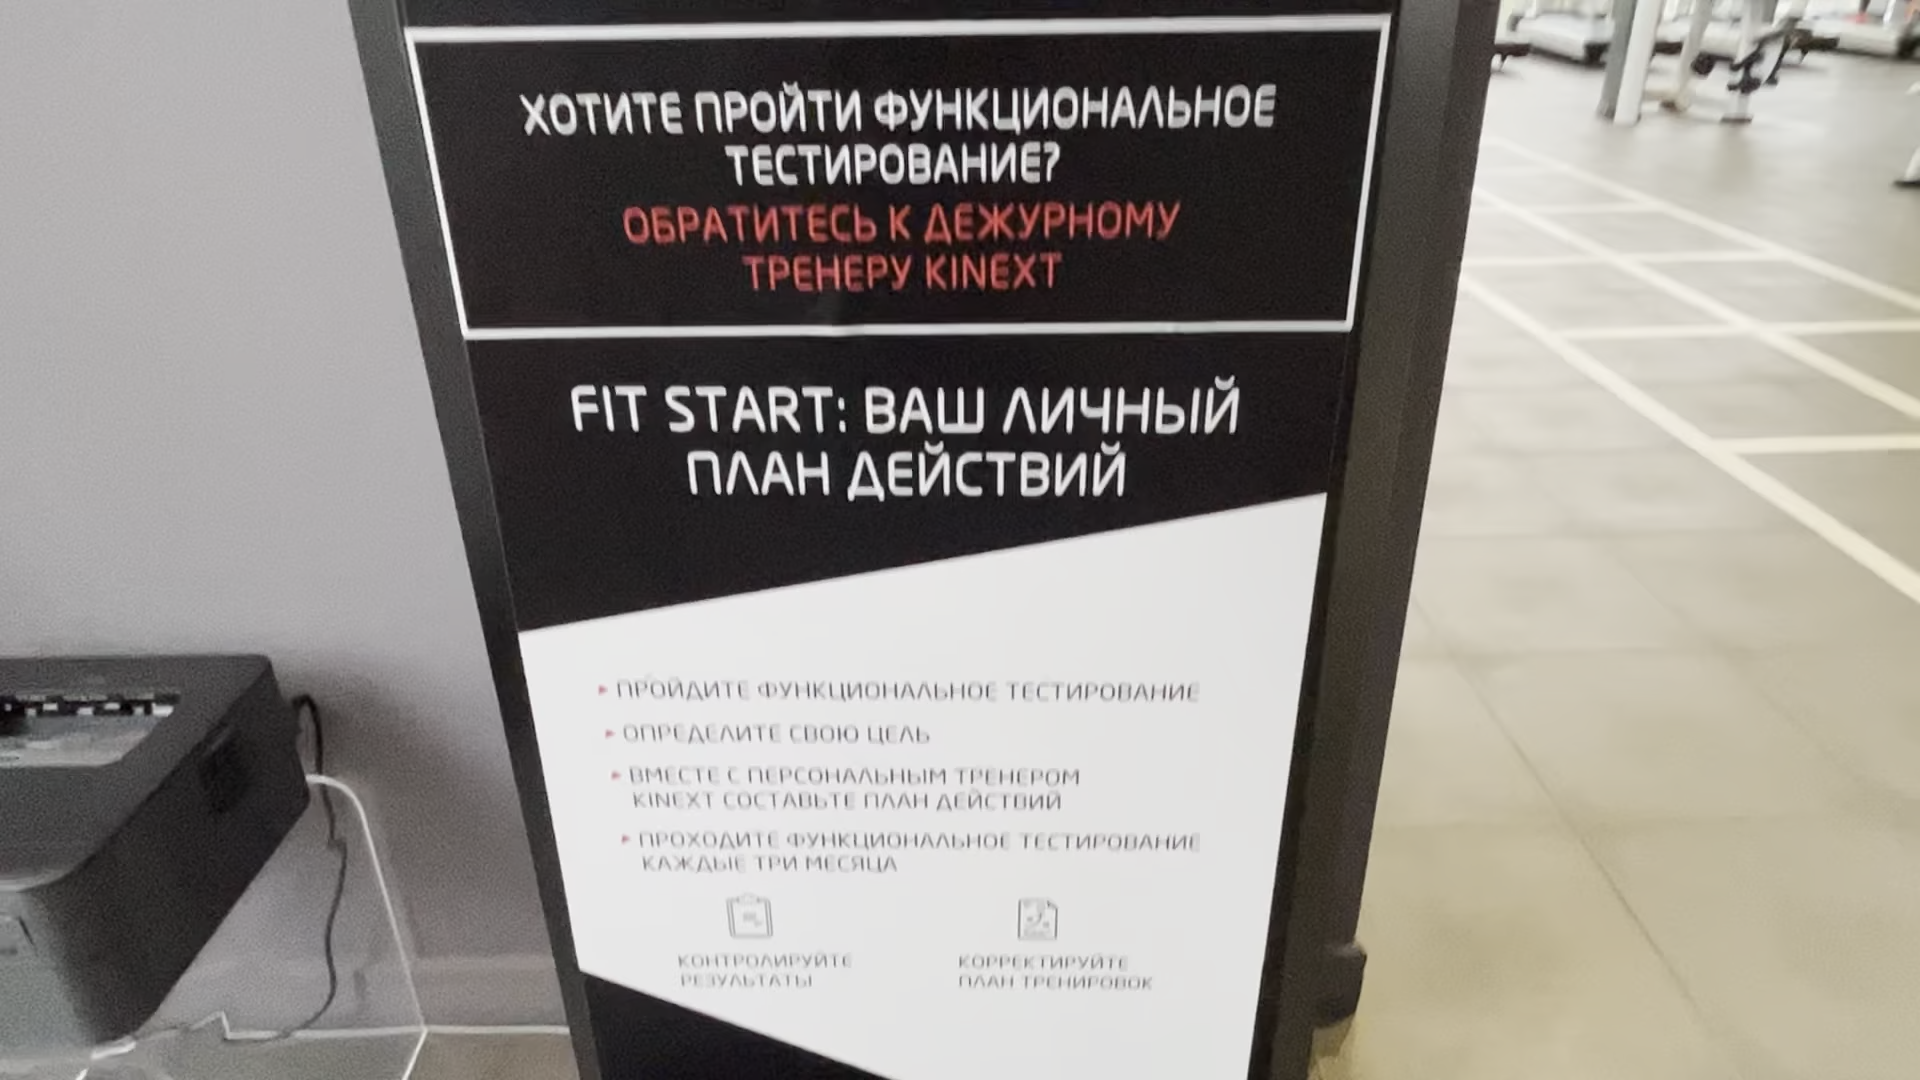 ХОТИТЕ ПРОЙТИ ФУНКЦИОНАЛЬНОЕ
ТЕСТИРОВАНИЕ?
ОБРАТИТЕСЬ К ДЕЖУРНОМУ
ТРЕНЕРУ KINEXT
FIT START: ВАШ ЛИЧНЫЙ
ПЛАН ДЕЙСТВИЙ
▸ ПРОЙДИТЕ ФУНКЦИОНАЛЬНОЕ ТЕСТИРОВАНИЕ
▸ ОПРЕДЕЛИТЕ СВОЮ ЦЕЛЬ
▸ ВМЕСТЕ С ПЕРСОНАЛЬНЫМ ТРЕНЕРОМ
KINEXT СОСТАВЬТЕ ПЛАН ДЕЙСТВИЙ
▸ ПРОХОДИТЕ ФУНКЦИОНАЛЬНОЕ ТЕСТИРОВАНИЕ
КАЖДЫЕ ТРИ МЕСЯЦА
КОНТРОЛИРУЙТЕ
РЕЗУЛЬТАТЫ
КОРРЕКТИРУЙТЕ
ПЛАН ТРЕНИРОВОК